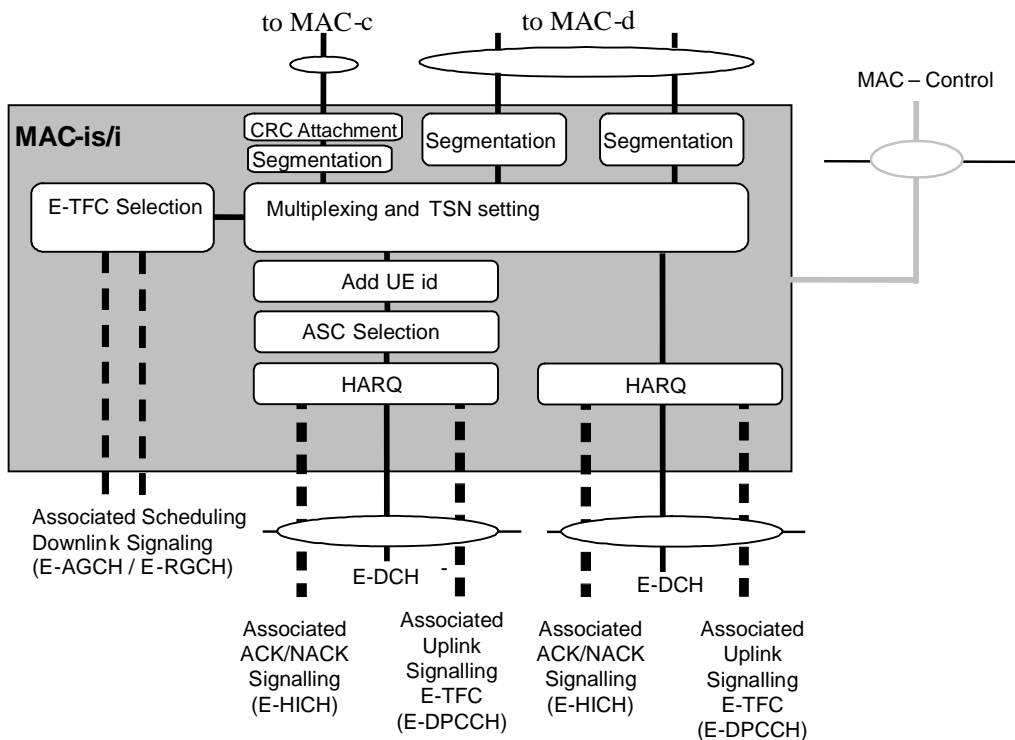 to MAC-c
to MAC-d
MAC – Control
MAC-is/i
CRC Attachment
Segmentation
Segmentation
Segmentation
E-TFC Selection
Multiplexing and TSN setting
Add UE id
ASC Selection
HARQ
HARQ
Associated Scheduling
Downlink Signaling
(E-AGCH / E-RGCH)
E-DCH
-
E-DCH
Associated
ACK/NACK
Signalling
(E-HICH)
Associated
Uplink
Signalling
E-TFC
(E-DPCCH)
Associated
ACK/NACK
Signalling
(E-HICH)
Associated
Uplink
Signalling
E-TFC
(E-DPCCH)